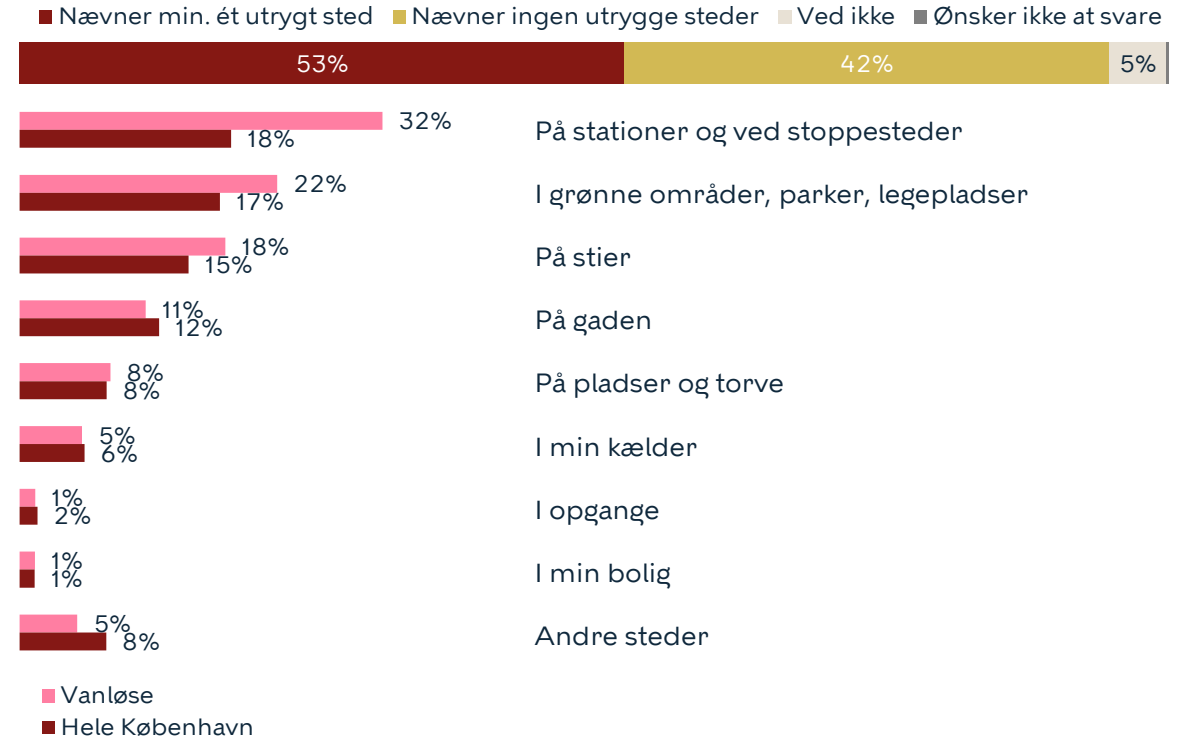 Nævner min. ét utrygt sted Nævner ingen utrygge steder Ved ikke Ønsker ikke at svare
53% 42% 5%
32%
18%
På stationer og ved stoppesteder
22%
17%
I grønne områder, parker, legepladser
18%
15%
På stier
11%
12%
På gaden
8%
8%
På pladser og torve
5%
6%
I min kælder
1%
2%
I opgange
1%
1%
I min bolig
5%
8%
Andre steder
Vanløse
Hele København